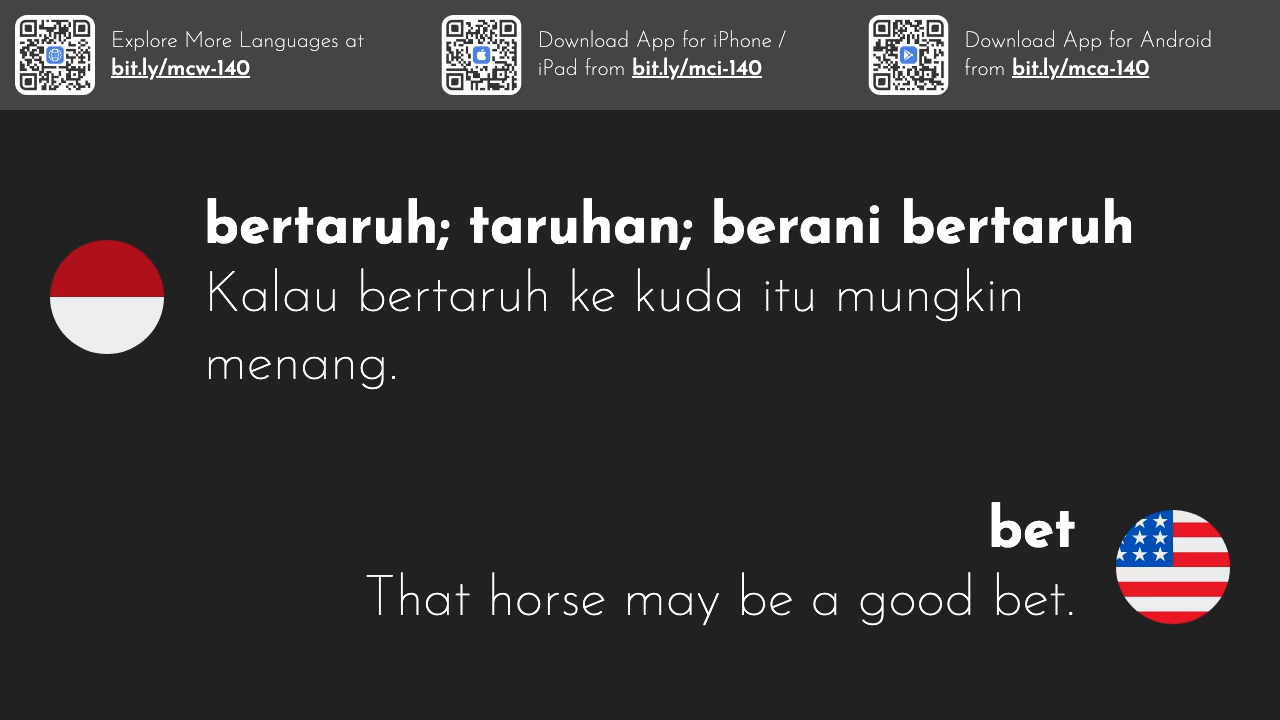 Explore More Languages at
bit.ly/mcw-140
Download App for iPhone /
iPad from bit.ly/mci-140
Download App for Android
from bit.ly/mca-140
bertaruh; taruhan; berani bertaruh
Kalau bertaruh ke kuda itu mungkin
menang.
bet
That horse may be a good bet.